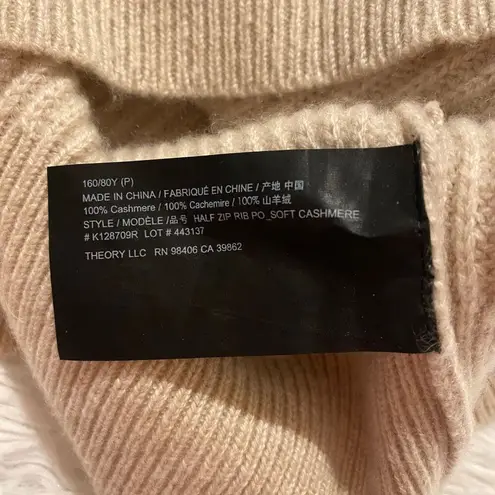 160/80Y (P)
MADE IN CHINA / FABRIQUÉ EN CHINE / 产地 中国
100% Cashmere / 100% Cachemire / 100% 山羊绒
STYLE / MODÈLE /品号 HALF ZIP RIB PO_SOFT CASHMERE
# K128709R LOT # 443137
THEORY LLC RN 98406 CA 39862